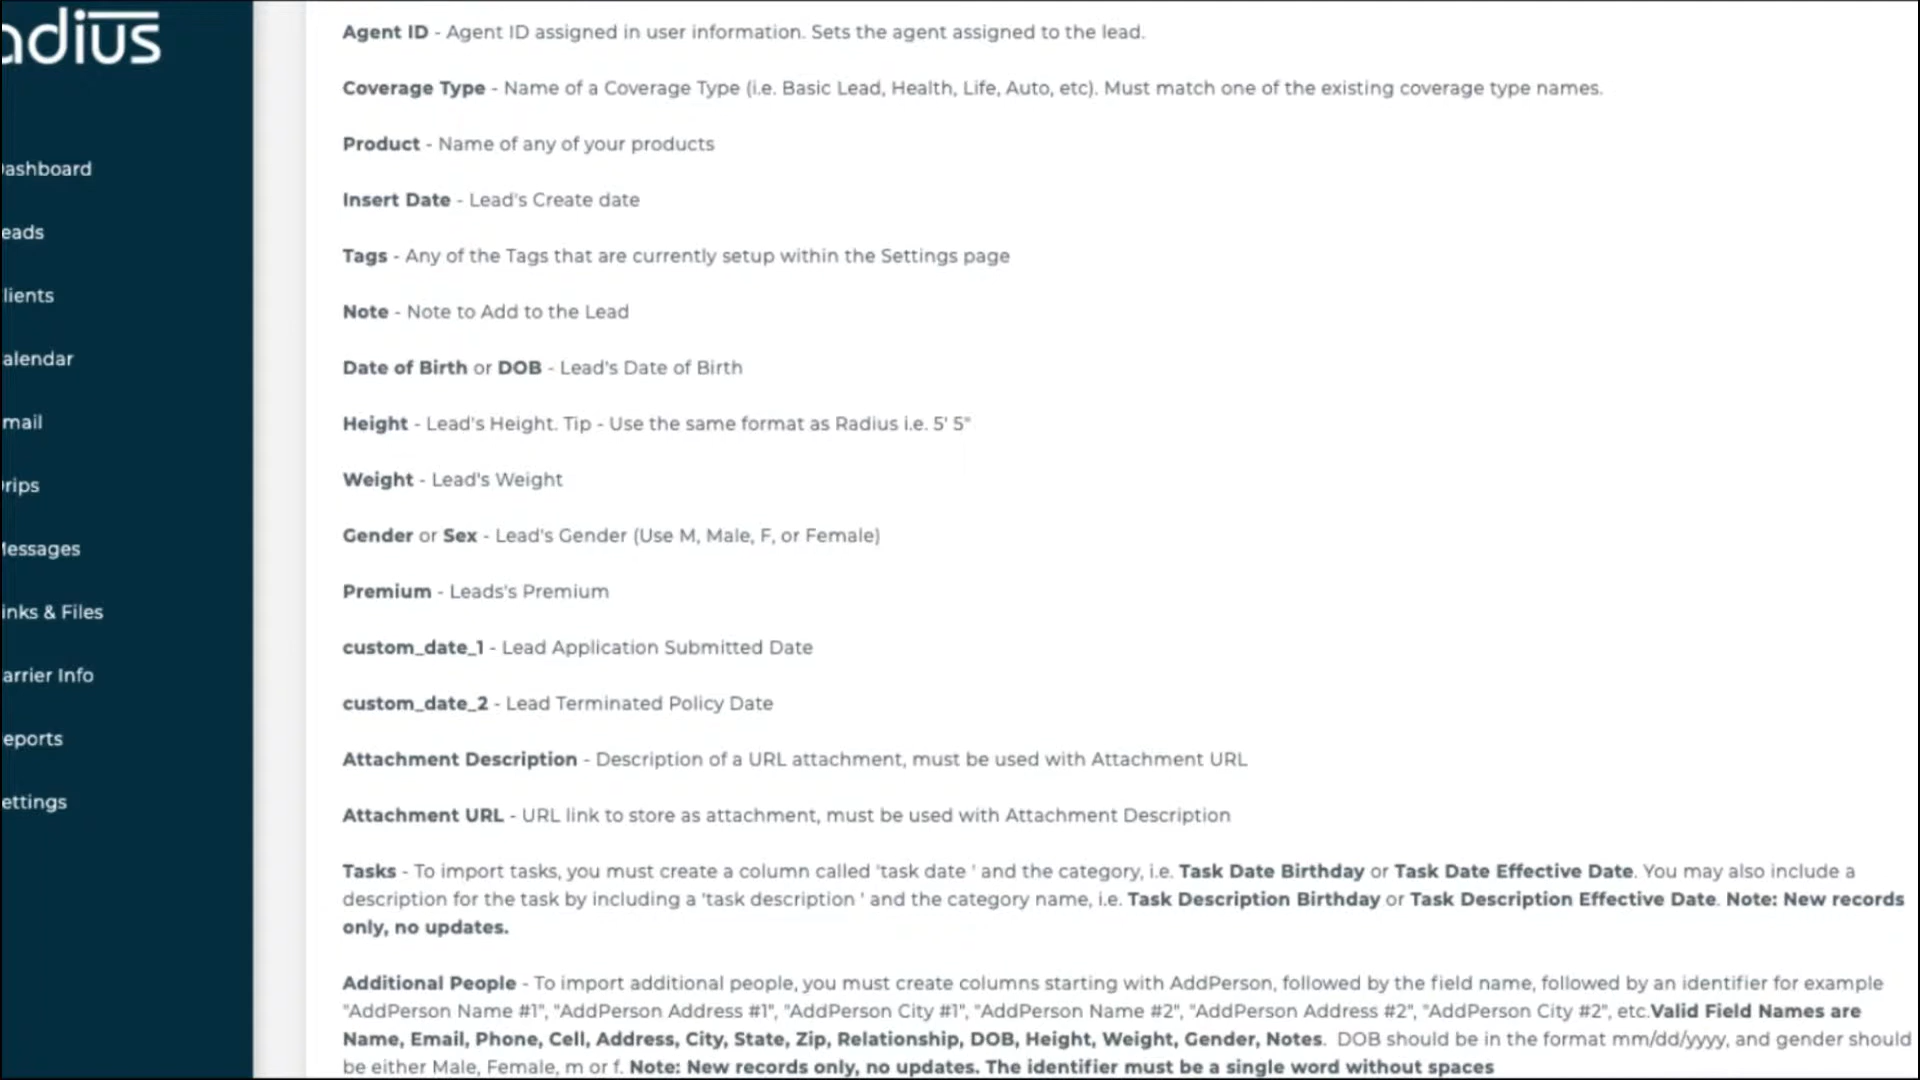 adius
Dashboard
eads
lients
alendar
mail
rips
Messages
inks & Files
arrier Info
eports
ettings
Agent ID - Agent ID assigned in user information. Sets the agent assigned to the lead.
Coverage Type - Name of a Coverage Type (i.e. Basic Lead, Health, Life, Auto, etc). Must match one of the existing coverage type names.
Product - Name of any of your products
Insert Date - Lead's Create date
Tags - Any of the Tags that are currently setup within the Settings page
Note - Note to Add to the Lead
Date of Birth or DOB - Lead's Date of Birth
Height - Lead's Height. Tip - Use the same format as Radius i.e. 5' 5"
Weight - Lead's Weight
Gender or Sex - Lead's Gender (Use M, Male, F, or Female)
Premium - Leads's Premium
custom_date_1 - Lead Application Submitted Date
custom_date_2 - Lead Terminated Policy Date
Attachment Description - Description of a URL attachment, must be used with Attachment URL
Attachment URL - URL link to store as attachment, must be used with Attachment Description
Tasks - To import tasks, you must create a column called 'task date ' and the category, i.e. Task Date Birthday or Task Date Effective Date. You may also include a
description for the task by including a 'task description ' and the category name, i.e. Task Description Birthday or Task Description Effective Date. Note: New records
only, no updates.
Additional People - To import additional people, you must create columns starting with AddPerson, followed by the field name, followed by an identifier for example
"AddPerson Name #1", "AddPerson Address #1", "AddPerson City #1", "AddPerson Name #2", "AddPerson Address #2", "AddPerson City #2", etc.Valid Field Names are
Name, Email, Phone, Cell, Address, City, State, Zip, Relationship, DOB, Height, Weight, Gender, Notes. DOB should be in the format mm/dd/yyyy, and gender should
be either Male, Female, m or f. Note: New records only, no updates. The identifier must be a single word without spaces